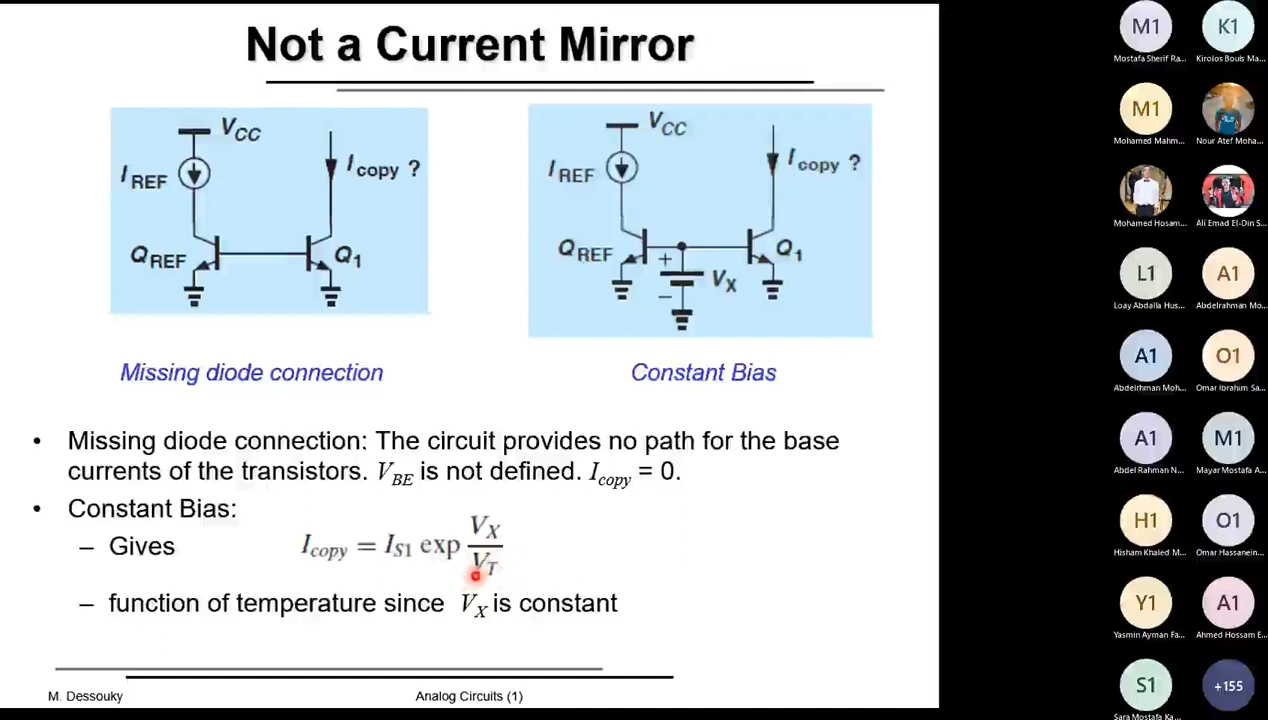 Not a Current Mirror
V_CC
I_REF
I_copy ?
Q_REF
Q_1
V_CC
I_REF
I_copy ?
Q_REF
+
V_X
−
Q_1
Missing diode connection
Constant Bias
• Missing diode connection: The circuit provides no path for the base
currents of the transistors. V_BE is not defined. I_copy = 0.
• Constant Bias:
– Gives I_copy = I_S1 exp V_X / V_T
– function of temperature since V_X is constant
M. Dessouky
Analog Circuits (1)
M1
K1
Mostafa Sherif Ra...
Kirolos Bouls Ma...
M1
Mohamed Mahm...
Nour Atef Moha...
Mohamed Hosam...
Ali Emad El-Din S...
L1
A1
Loay Abdalla Hus...
Abdelrahman Mo...
A1
O1
Abdelrhman Moh...
Omar Ibrahim Sa...
A1
M1
Abdel Rahman N...
Mayar Mostafa A...
H1
O1
Hisham Khaled M...
Omar Hassanein...
Y1
A1
Yasmin Ayman Fa...
Ahmed Hossam E...
S1
+155
Sara Mostafa Ka...